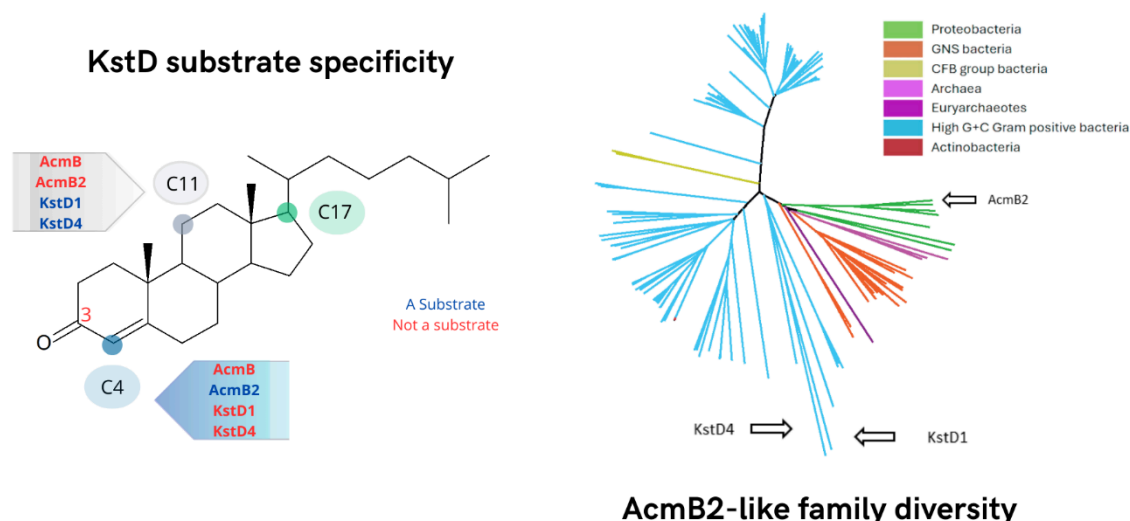 KstD substrate specificity
AcmB
AcmB2
KstD1
KstD4
C11
C17
3
O
A Substrate
Not a substrate
C4
AcmB
AcmB2
KstD1
KstD4
Proteobacteria
GNS bacteria
CFB group bacteria
Archaea
Euryarchaeotes
High G+C Gram positive bacteria
Actinobacteria
AcmB2
KstD4
KstD1
AcmB2-like family diversity